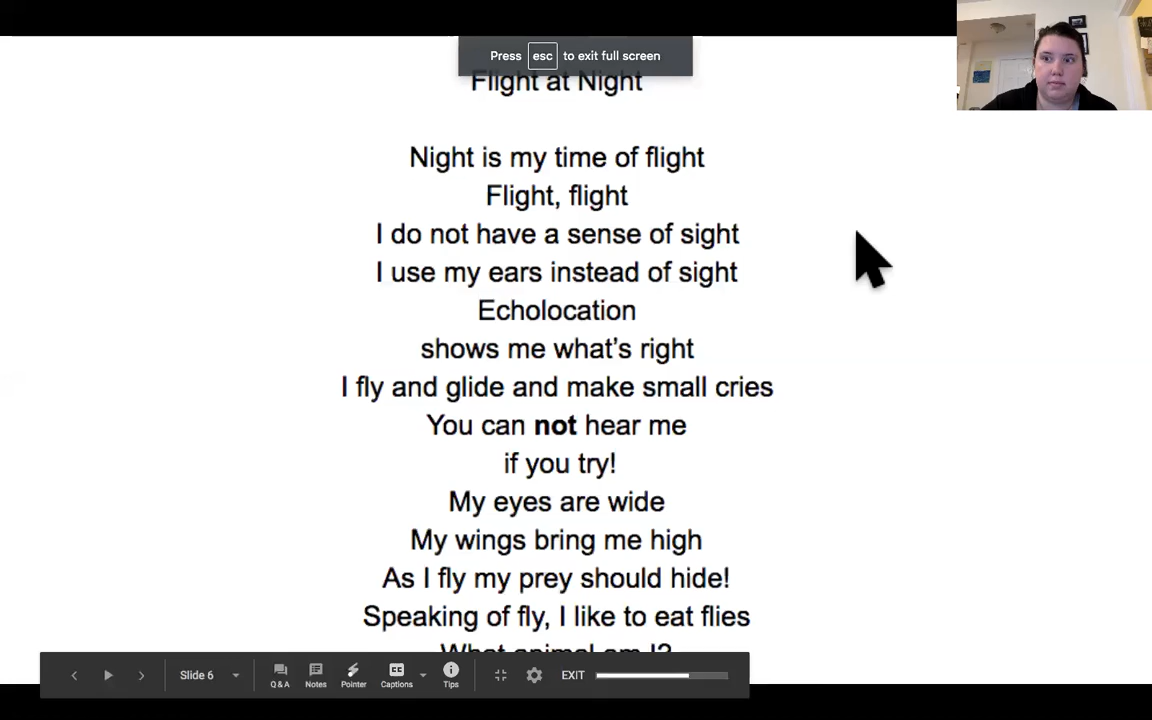 Press esc to exit full screen
Flight at Night
Night is my time of flight
Flight, flight
I do not have a sense of sight
I use my ears instead of sight
Echolocation
shows me what's right
I fly and glide and make small cries
You can not hear me
if you try!
My eyes are wide
My wings bring me high
As I fly my prey should hide!
Speaking of fly, I like to eat flies
What animal am I?
Slide 6
Q&A
Notes
Pointer
CC
Captions
Tips
EXIT